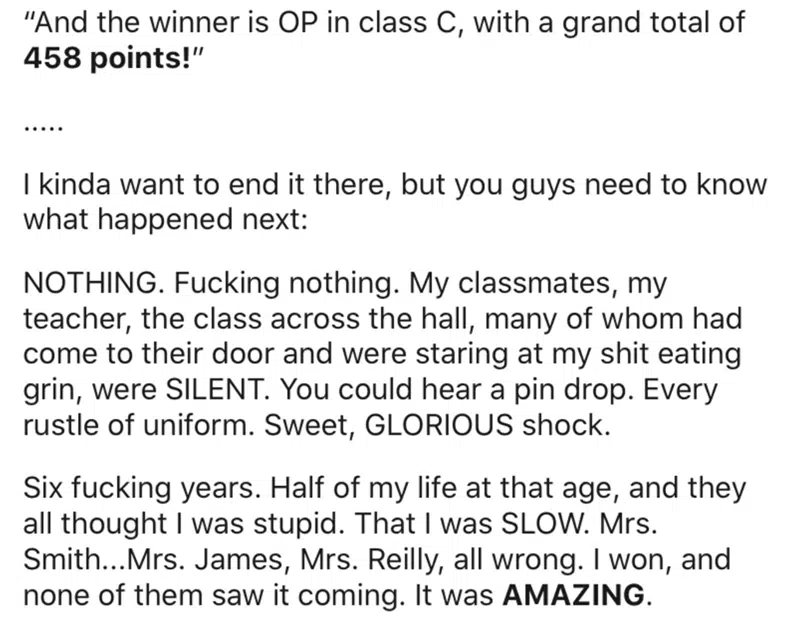 “And the winner is OP in class C, with a grand total of
458 points!”
.....
I kinda want to end it there, but you guys need to know
what happened next:
NOTHING. Fucking nothing. My classmates, my
teacher, the class across the hall, many of whom had
come to their door and were staring at my shit eating
grin, were SILENT. You could hear a pin drop. Every
rustle of uniform. Sweet, GLORIOUS shock.
Six fucking years. Half of my life at that age, and they
all thought I was stupid. That I was SLOW. Mrs.
Smith...Mrs. James, Mrs. Reilly, all wrong. I won, and
none of them saw it coming. It was AMAZING.